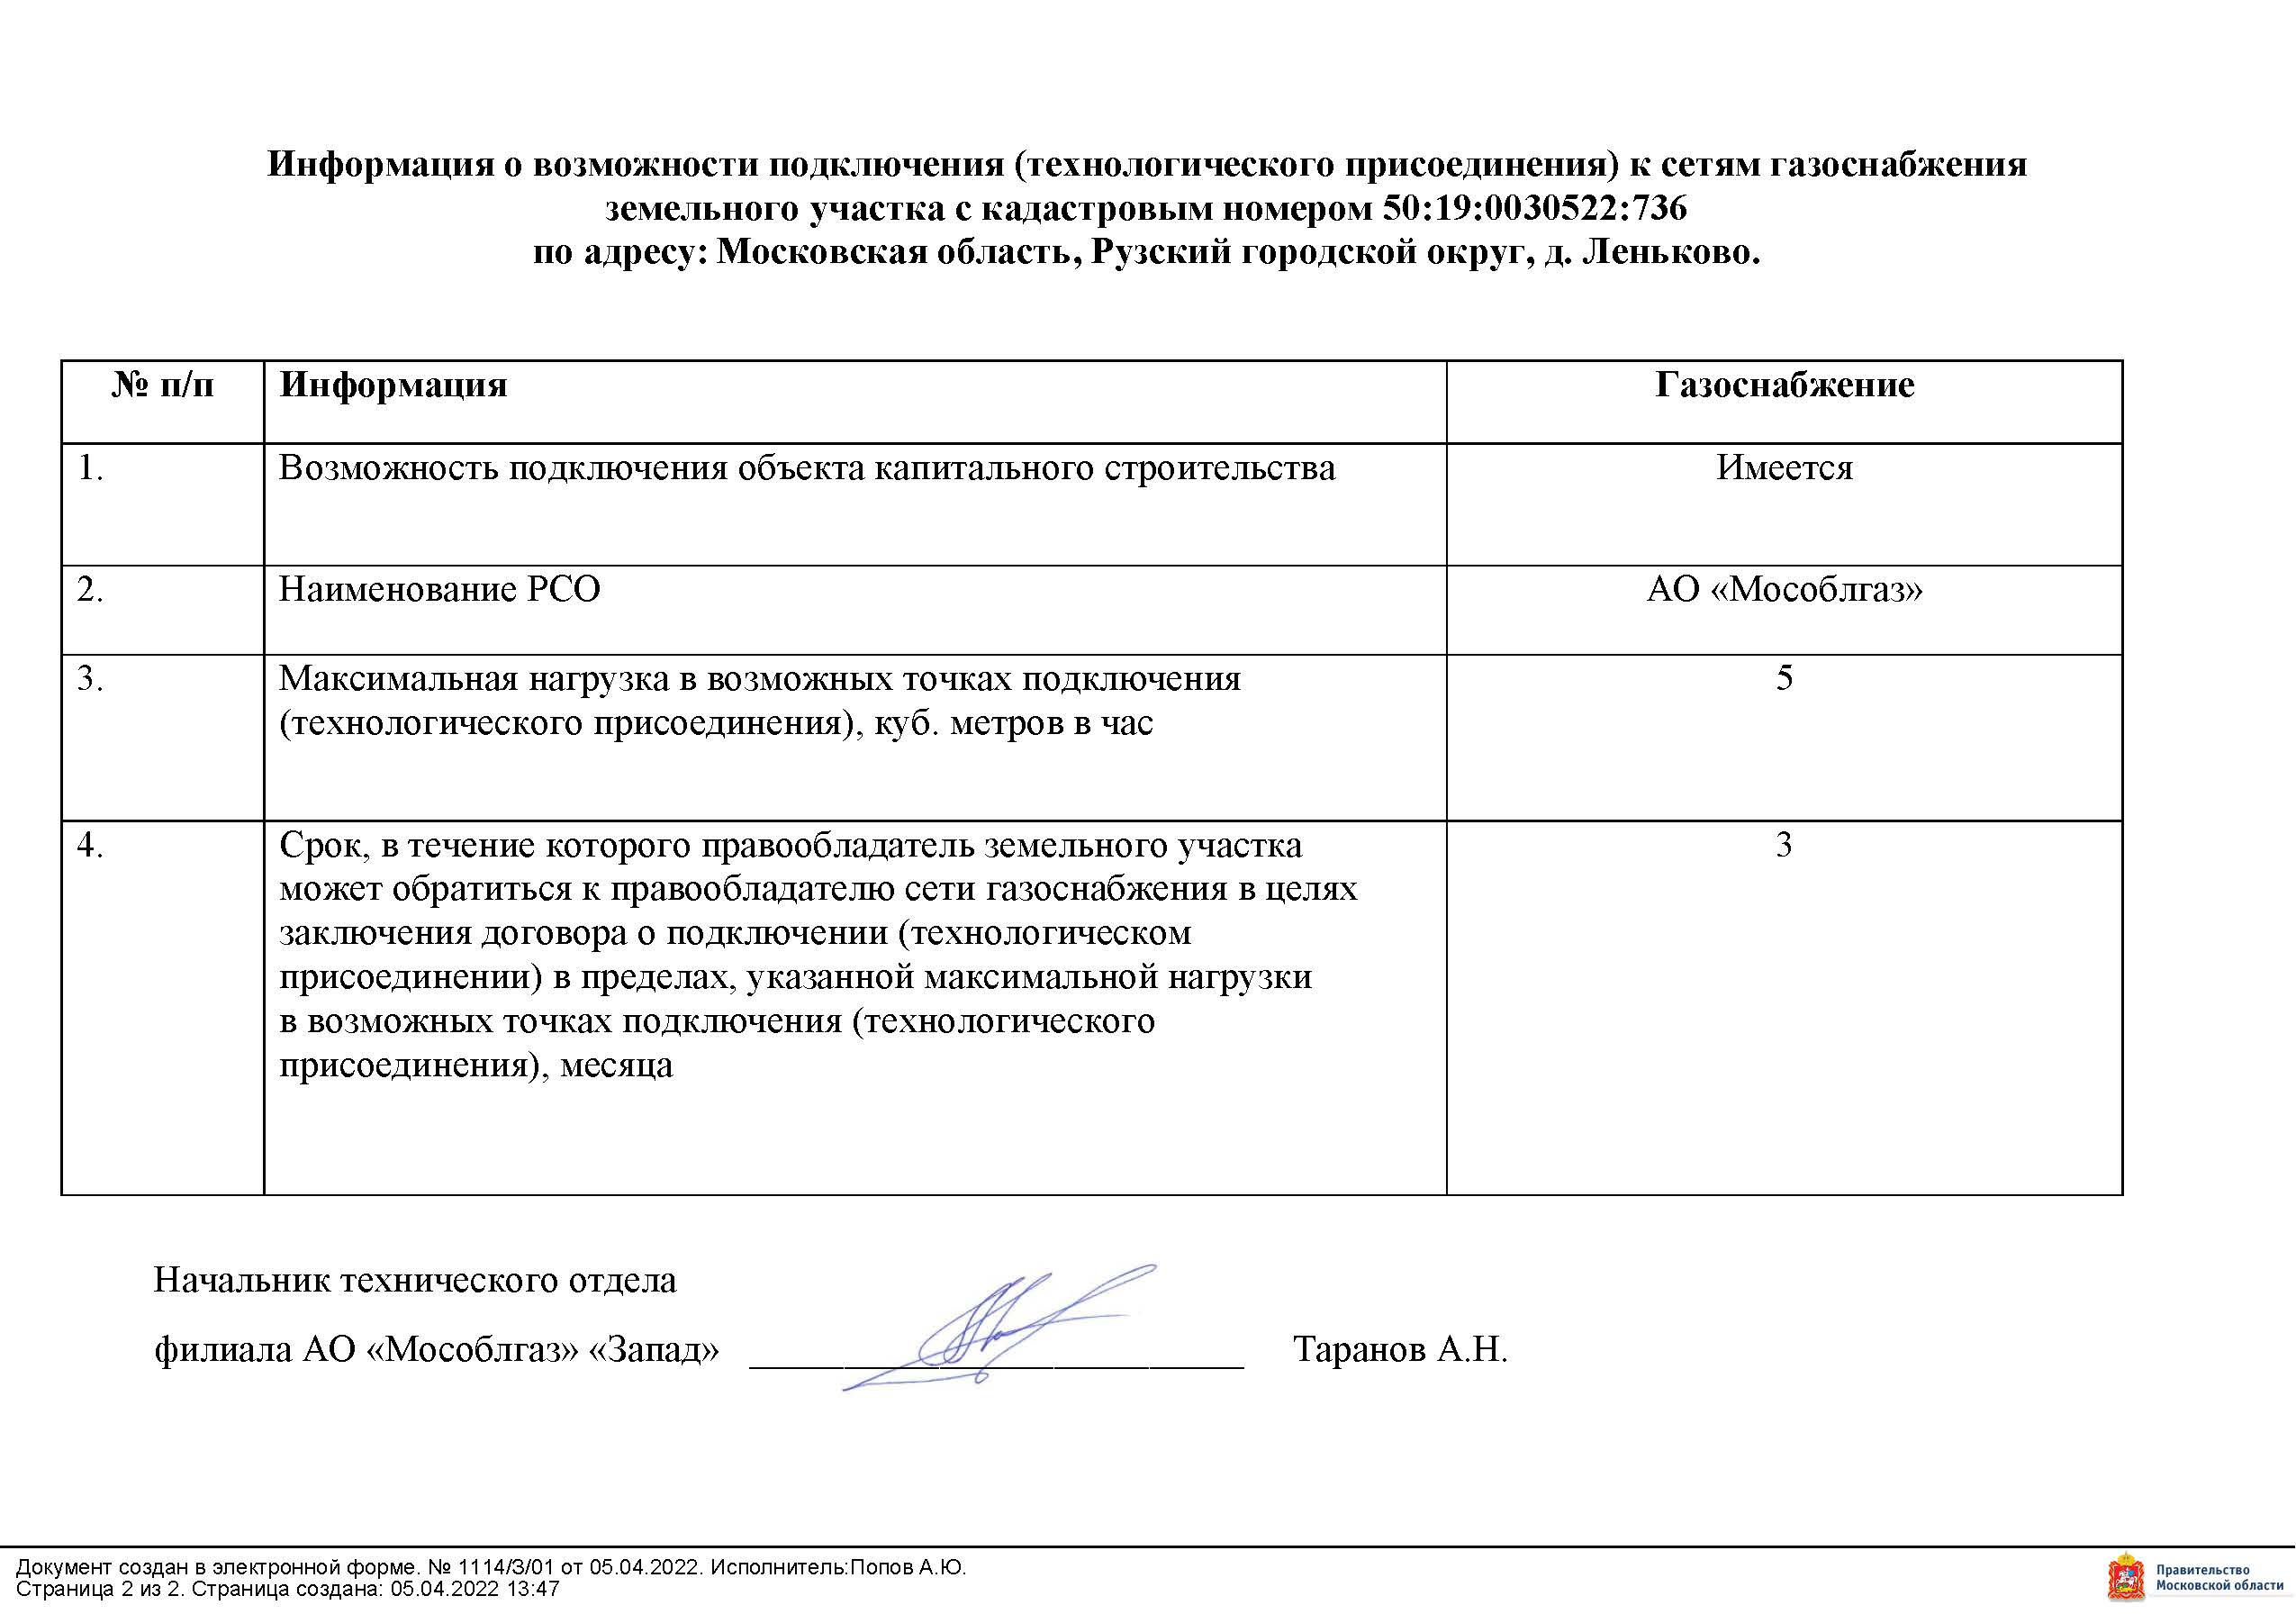 Информация о возможности подключения (технологического присоединения) к сетям газоснабжения
земельного участка с кадастровым номером 50:19:0030522:736
по адресу: Московская область, Рузский городской округ, д. Леньково.
№ п/п Информация Газоснабжение
1. Возможность подключения объекта капитального строительства Имеется
2. Наименование РСО АО «Мособлгаз»
3. Максимальная нагрузка в возможных точках подключения 5
(технологического присоединения), куб. метров в час
4. Срок, в течение которого правообладатель земельного участка 3
может обратиться к правообладателю сети газоснабжения в целях
заключения договора о подключении (технологическом
присоединении) в пределах, указанной максимальной нагрузки
в возможных точках подключения (технологического
присоединения), месяца
Начальник технического отдела
филиала АО «Мособлгаз» «Запад» Таранов А.Н.
Документ создан в электронной форме. № 1114/3/01 от 05.04.2022. Исполнитель:Попов А.Ю.
Страница 2 из 2. Страница создана: 05.04.2022 13:47
Правительство
Московской области